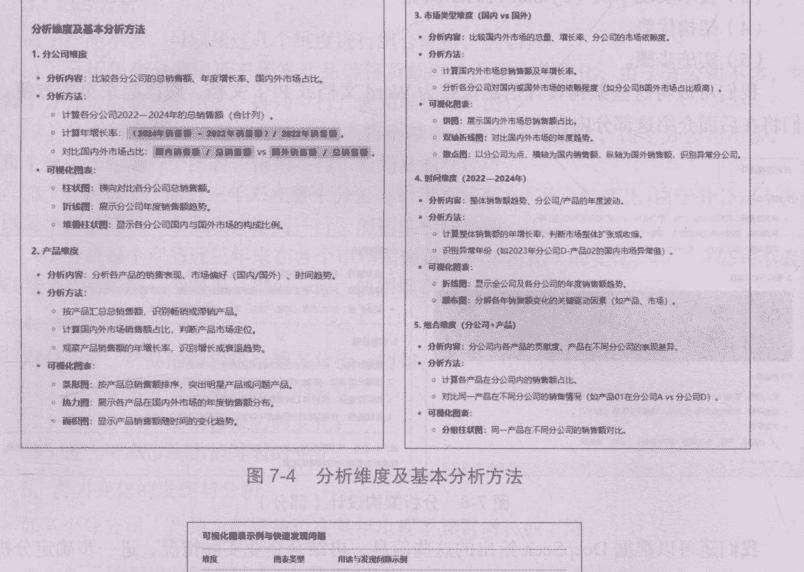 分析维度及基本分析方法
1. 分公司维度
• 分析内容：比较各分公司的总销售额、年度增长率、国内外市场占比。
• 分析方法：
○ 计算各分公司2022—2024年的总销售额（合计列）。
○ 计算年增长率：（2024年销售额 - 2022年销售额）/ 2022年销售额。
○ 对比国内外市场占比：国内销售额 / 总销售额 vs 国外销售额 / 总销售额。
• 可视化图表：
○ 柱状图：横向对比各分公司总销售额。
○ 折线图：展示分公司年度销售额趋势。
○ 堆叠柱状图：显示各分公司国内与国外市场的构成比例。
2. 产品维度
• 分析内容：分析各产品的销售表现、市场偏好（国内/国外）、时间趋势。
• 分析方法：
○ 按产品汇总总销售额，识别畅销或滞销产品。
○ 计算国内外市场销售额占比，判断产品市场定位。
○ 观察产品销售额的年增长率，识别增长或衰退趋势。
• 可视化图表：
○ 条形图：按产品总销售额排序，突出明星产品或问题产品。
○ 热力图：展示各产品在国内外市场的年度销售额分布。
○ 面积图：显示产品销售额随时间的变化趋势。
3. 市场类型维度（国内 vs 国外）
• 分析内容：比较国内外市场的总量、增长率、分公司的市场依赖度。
• 分析方法：
○ 计算国内外市场总销售额及年增长率。
○ 分析各分公司对国内或国外市场的依赖程度（如分公司B国外市场占比极高）。
• 可视化图表：
○ 饼图：展示国内外市场总销售额占比。
○ 双轴折线图：对比国内外市场的年度趋势。
○ 散点图：以分公司为点，横轴为国内销售额，纵轴为国外销售额，识别异常分公司。
4. 时间维度（2022—2024年）
• 分析内容：整体销售额趋势、分公司/产品的年度波动。
• 分析方法：
○ 计算整体销售额的年增长率，判断市场整体扩张或收缩。
○ 识别异常年份（如2023年分公司D-产品02的国内市场异常值）。
• 可视化图表：
○ 折线图：显示全公司及各分公司的年度销售额趋势。
○ 瀑布图：分解各年销售额变化的关键驱动因素（如产品、市场）。
5. 组合维度（分公司+产品）
• 分析内容：分公司内各产品的贡献度、产品在不同分公司的表现差异。
• 分析方法：
○ 计算各产品在分公司内的销售额占比。
○ 对比同一产品在不同分公司的销售情况（如产品01在分公司A vs 分公司D）。
• 可视化图表：
○ 分组柱状图：同一产品在不同分公司的销售额对比。
图 7-4 分析维度及基本分析方法
可视化图表示例与快速发现问题
维度 图表类型 用途与发现问题示例